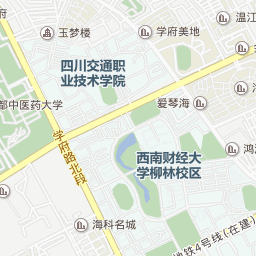 温江
玉梦楼
学府美地
四川交通职
业技术学院
都中医药大学
爱琴海
学府路北段
西南财经大
学柳林校区
鸿
海科名城
地铁4号线(在建)